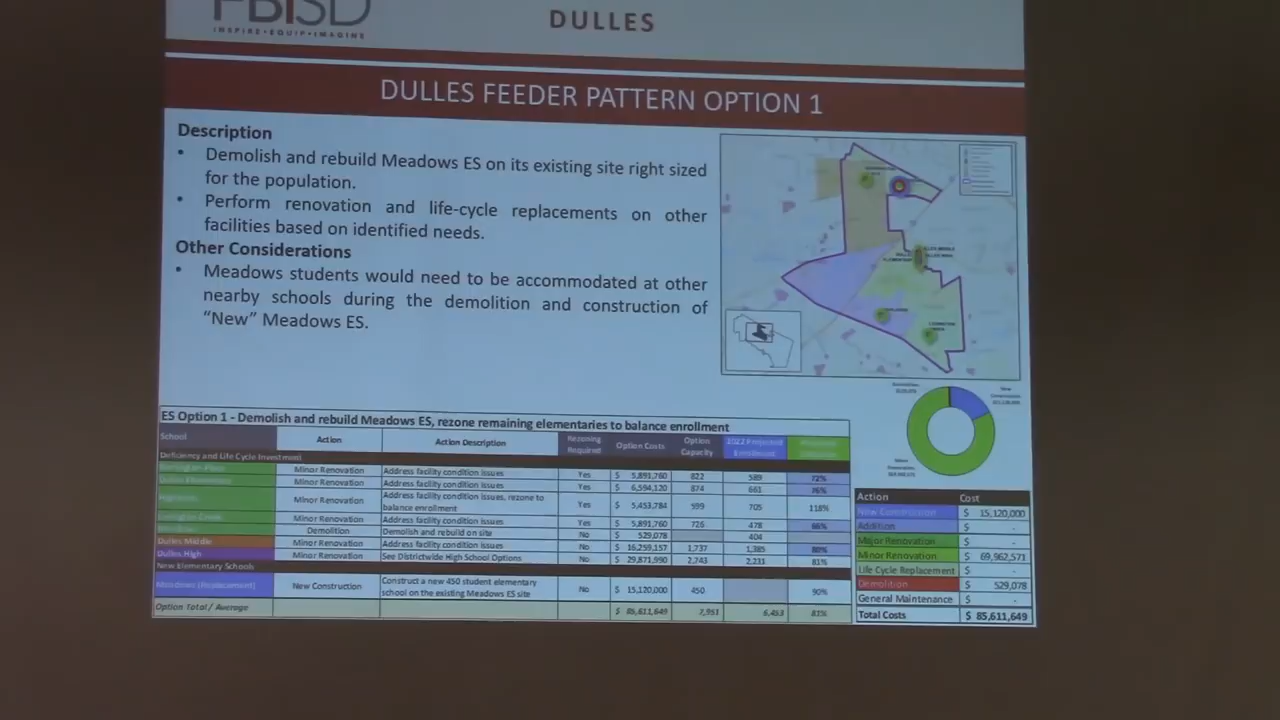 FBISD
INSPIRE•EQUIP•IMAGINE
DULLES
DULLES FEEDER PATTERN OPTION 1
Description
• Demolish and rebuild Meadows ES on its existing site right sized
for the population.
• Perform renovation and life-cycle replacements on other
facilities based on identified needs.
Other Considerations
• Meadows students would need to be accommodated at other
nearby schools during the demolition and construction of
"New" Meadows ES.
ES Option 1 - Demolish and rebuild Meadows ES, rezone remaining elementaries to balance enrollment
School Action Action Description Rezoning Required Option Costs Option Capacity 2022 Projected Enrollment
Deficiency and Life Cycle Investment
Minor Renovation Address facility condition issues Yes $ 5,891,760 822 589 72%
Minor Renovation Address facility condition issues Yes $ 6,594,120 874 661 76%
Minor Renovation Address facility condition issues, rezone to balance enrollment Yes $ 5,453,784 599 705 118%
Minor Renovation Address facility condition issues Yes $ 5,891,760 726 478 66%
Demolition Demolish and rebuild on site No $ 529,078 404
Dulles Middle Minor Renovation Address facility condition issues No $ 16,259,157 1,737 1,385 80%
Dulles High Minor Renovation See Districtwide High School Options No $ 29,871,990 2,743 2,231 81%
New Elementary Schools
Meadows (Replacement) New Construction Construct a new 450 student elementary school on the existing Meadows ES site No $ 15,120,000 450 90%
Option Total / Average $ 85,611,649 7,951 6,453 81%
Action Cost
New Construction $ 15,120,000
Addition $ -
Major Renovation $ -
Minor Renovation $ 69,962,571
Life Cycle Replacement $ -
Demolition $ 529,078
General Maintenance $ -
Total Costs $ 85,611,649